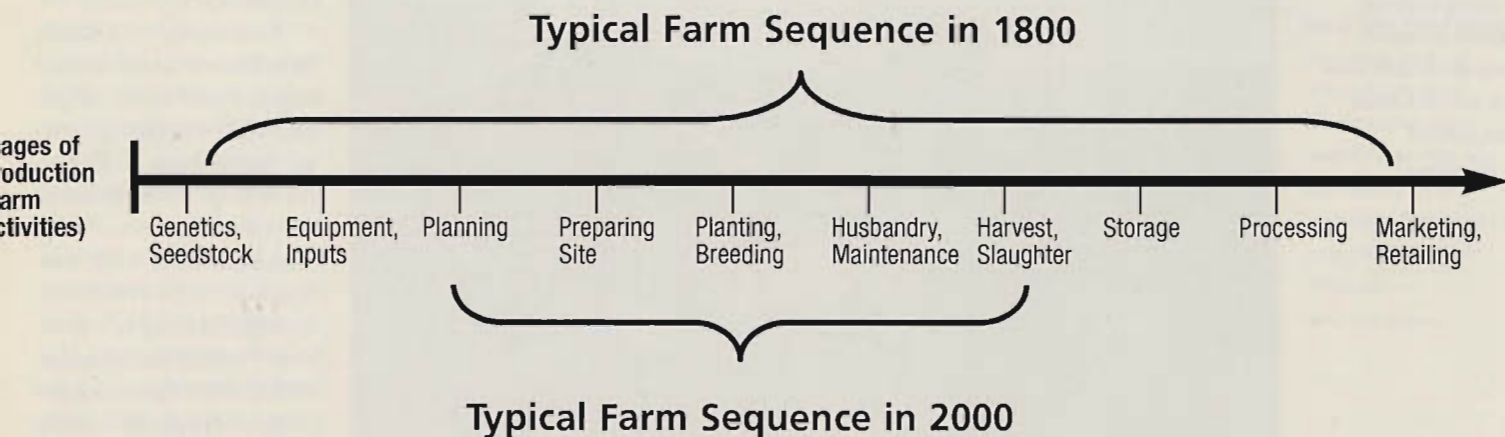 Typical Farm Sequence in 1800
ages of
roduction
arm
ctivities)
Genetics,
Seedstock
Equipment,
Inputs
Planning
Preparing
Site
Planting,
Breeding
Husbandry,
Maintenance
Harvest,
Slaughter
Storage
Processing
Marketing,
Retailing
Typical Farm Sequence in 2000